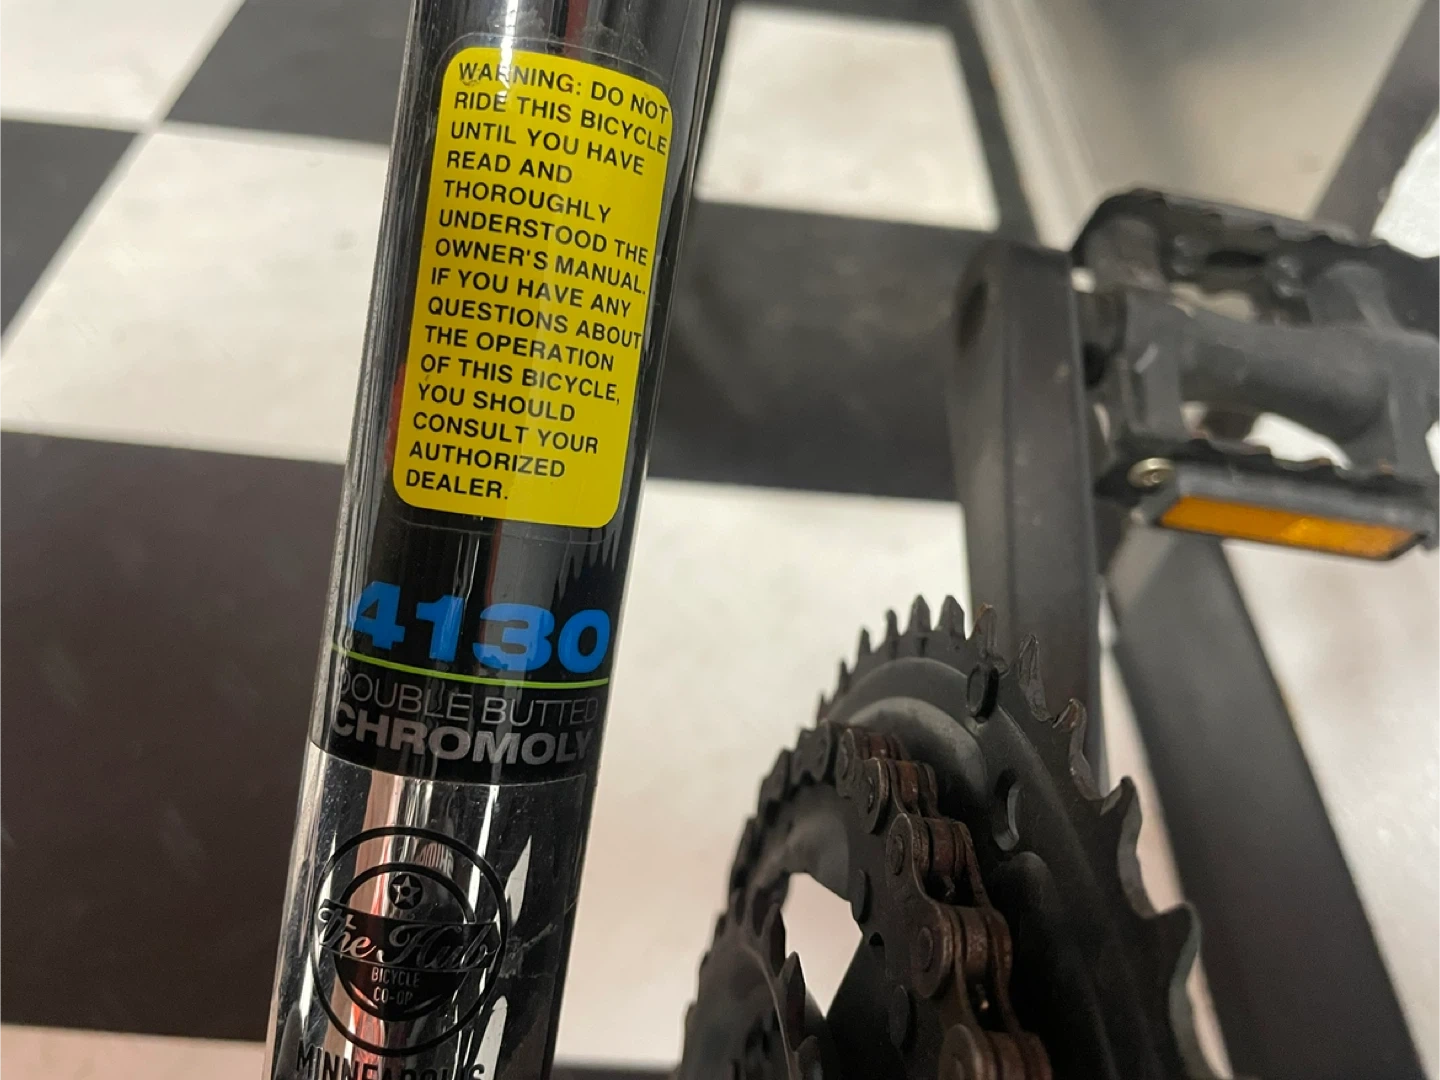 WARNING: DO NOT
RIDE THIS BICYCLE
UNTIL YOU HAVE
READ AND
THOROUGHLY
UNDERSTOOD THE
OWNER'S MANUAL.
IF YOU HAVE ANY
QUESTIONS ABOUT
THE OPERATION
OF THIS BICYCLE,
YOU SHOULD
CONSULT YOUR
AUTHORIZED
DEALER.
4130
DOUBLE BUTTED
CHROMOLY
The Hub
BICYCLE
CO-OP
MINNEAPOLIS